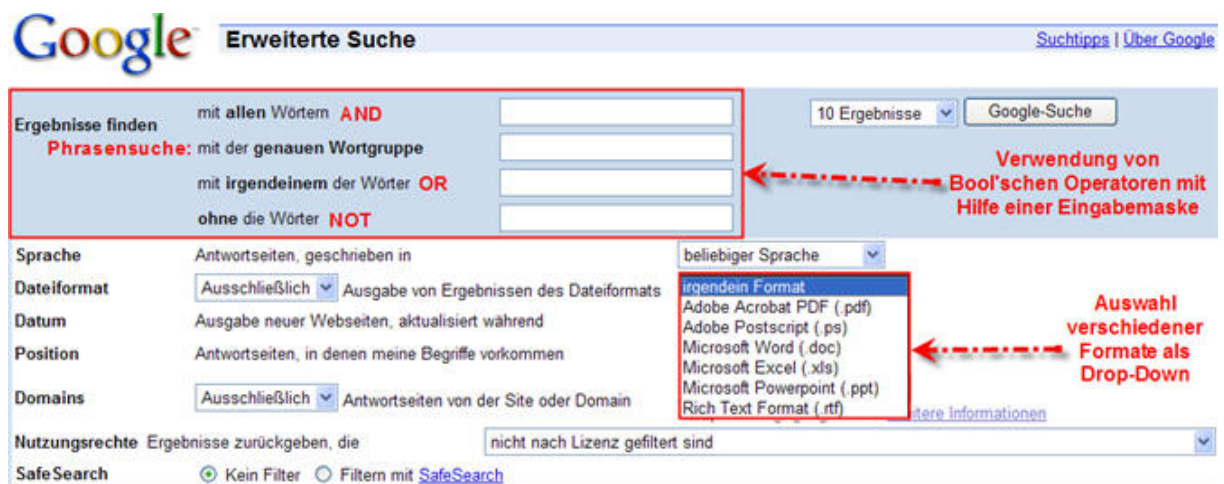 Google Erweiterte Suche Suchtipps | Über Google
mit allen Wörtern AND 10 Ergebnisse Google-Suche
Ergebnisse finden
Phrasensuche: mit der genauen Wortgruppe
mit irgendeinem der Wörter OR
ohne die Wörter NOT
Verwendung von
Bool'schen Operatoren mit
Hilfe einer Eingabemaske
Sprache Antwortseiten, geschrieben in beliebiger Sprache
Dateiformat Ausschließlich Ausgabe von Ergebnissen des Dateiformats
Datum Ausgabe neuer Webseiten, aktualisiert während
Position Antwortseiten, in denen meine Begriffe vorkommen
Domains Ausschließlich Antwortseiten von der Site oder Domain
irgendein Format
Adobe Acrobat PDF (.pdf)
Adobe Postscript (.ps)
Microsoft Word (.doc)
Microsoft Excel (.xls)
Microsoft Powerpoint (.ppt)
Rich Text Format (.rtf)
Informationen
Auswahl
verschiedener
Formate als
Drop-Down
Nutzungsrechte Ergebnisse zurückgeben, die nicht nach Lizenz gefiltert sind
SafeSearch Kein Filter Filtern mit SafeSearch